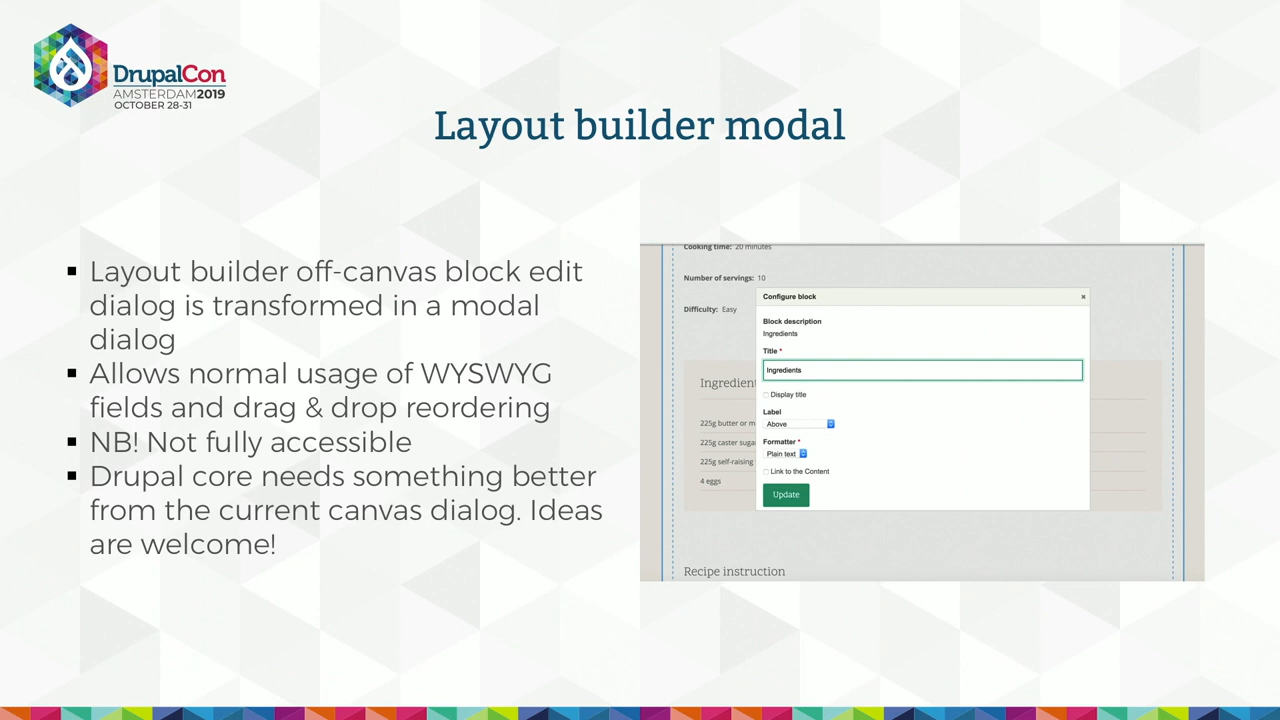 DrupalCon
AMSTERDAM2019
OCTOBER 28-31
Layout builder modal
▪ Layout builder off-canvas block edit
dialog is transformed in a modal
dialog
▪ Allows normal usage of WYSWYG
fields and drag & drop reordering
▪ NB! Not fully accessible
▪ Drupal core needs something better
from the current canvas dialog. Ideas
are welcome!
Cooking time: 20 minutes
Number of servings: 10
Difficulty: Easy
Configure block
Block description
Ingredients
Title *
Ingredients
Display title
Label
Above
Formatter *
Plain text
Link to the Content
Update
225g butter or m
225g caster suga
225g self-raising
4 eggs
Recipe instruction